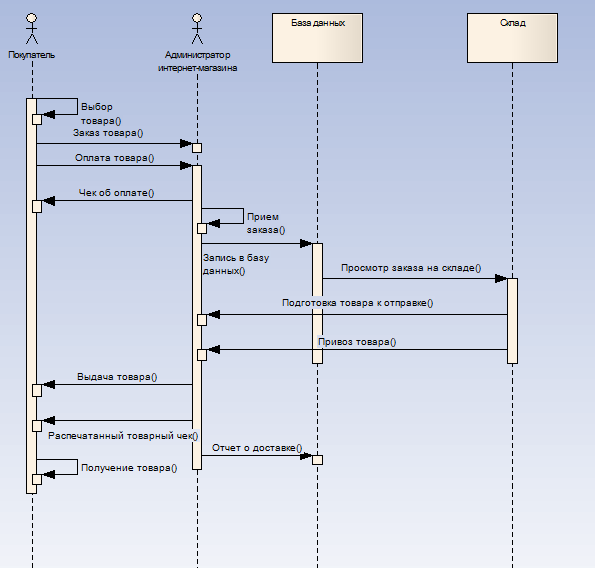 Покупатель
Администратор
интернет-магазина
База данных
Склад
Выбор
товара()
Заказ товара()
Оплата товара()
Чек об оплате()
Прием
заказа()
Запись в базу
данных()
Просмотр заказа на складе()
Подготовка товара к отправке()
Привоз товара()
Выдача товара()
Распечатанный товарный чек()
Отчет о доставке()
Получение товара()